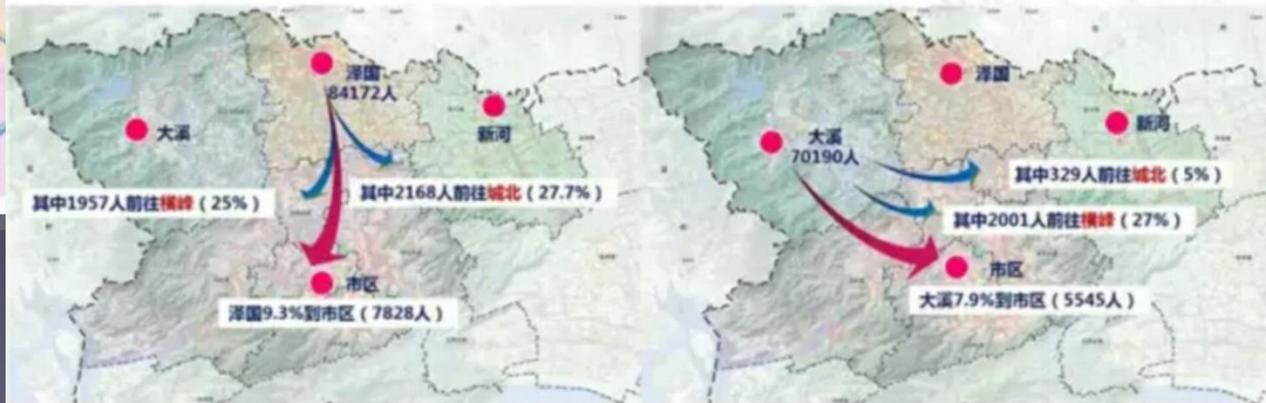 泽国
84172人
大溪
新河
其中1957人前往横峰（25%）
其中2168人前往城北（27.7%）
市区
泽国9.3%到市区（7828人）
泽国
大溪
70190人
新河
其中329人前往城北（5%）
其中2001人前往横峰（27%）
市区
大溪7.9%到市区（5545人）